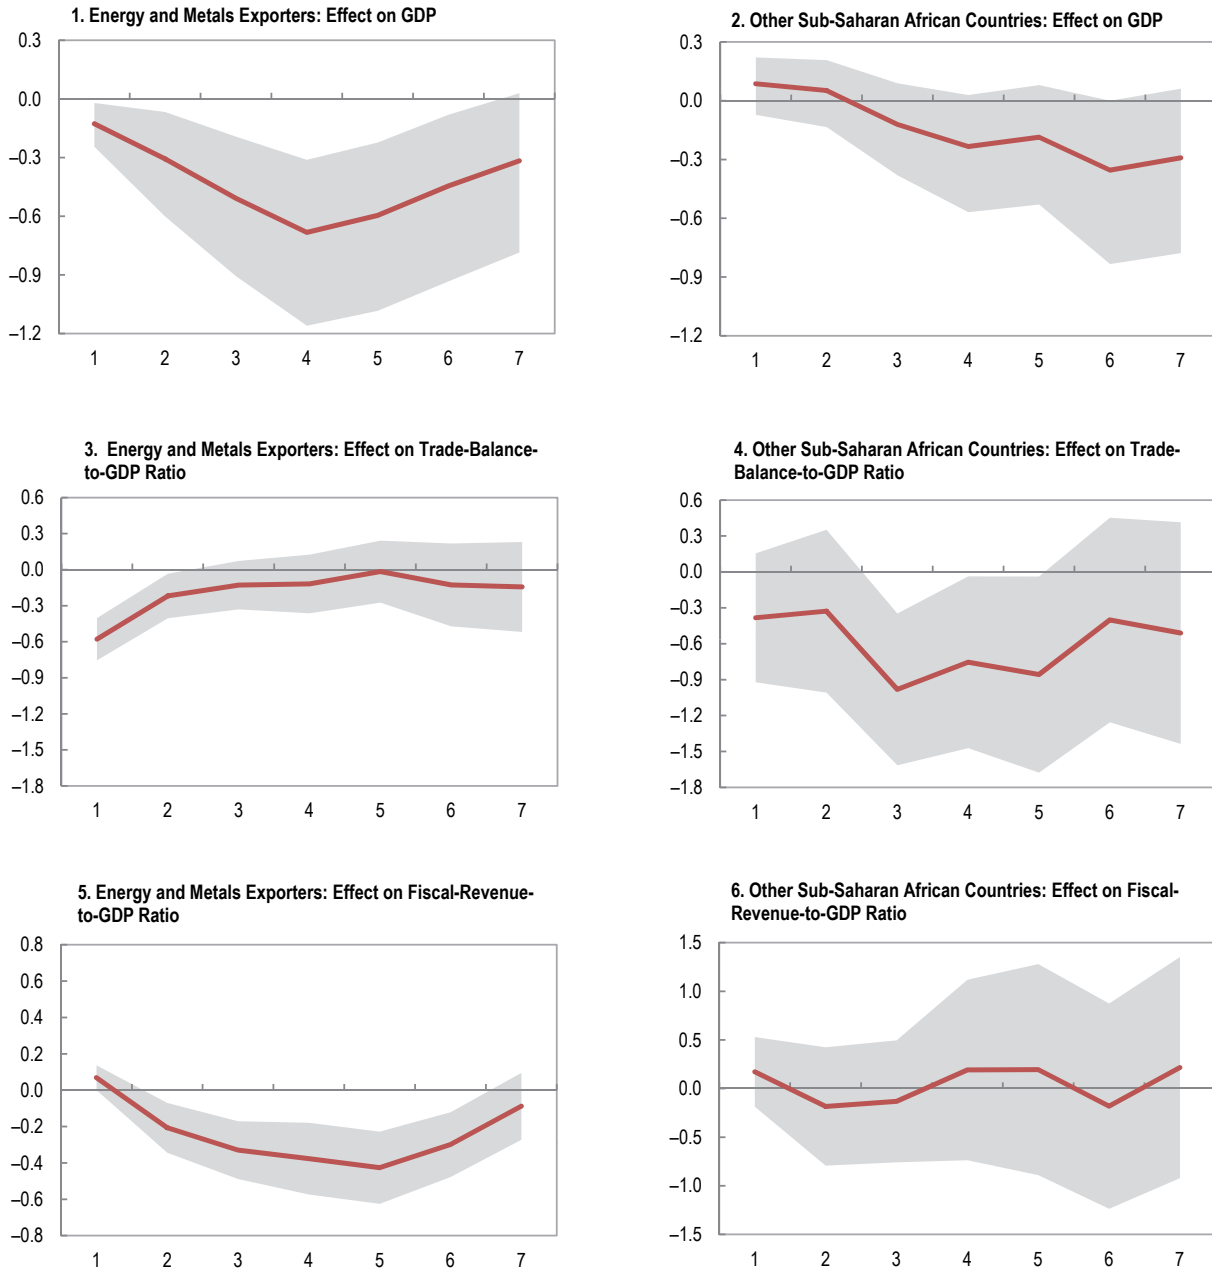 1. Energy and Metals Exporters: Effect on GDP
0.3
0.0
–0.3
–0.6
–0.9
–1.2
1 2 3 4 5 6 7
2. Other Sub-Saharan African Countries: Effect on GDP
0.3
0.0
–0.3
–0.6
–0.9
–1.2
1 2 3 4 5 6 7
3. Energy and Metals Exporters: Effect on Trade-Balance-
to-GDP Ratio
0.6
0.3
0.0
–0.3
–0.6
–0.9
–1.2
–1.5
–1.8
1 2 3 4 5 6 7
4. Other Sub-Saharan African Countries: Effect on Trade-
Balance-to-GDP Ratio
0.6
0.3
0.0
–0.3
–0.6
–0.9
–1.2
–1.5
–1.8
1 2 3 4 5 6 7
5. Energy and Metals Exporters: Effect on Fiscal-Revenue-
to-GDP Ratio
0.8
0.6
0.4
0.2
0.0
–0.2
–0.4
–0.6
–0.8
1 2 3 4 5 6 7
6. Other Sub-Saharan African Countries: Effect on Fiscal-
Revenue-to-GDP Ratio
1.5
1.0
0.5
0.0
–0.5
–1.0
–1.5
1 2 3 4 5 6 7